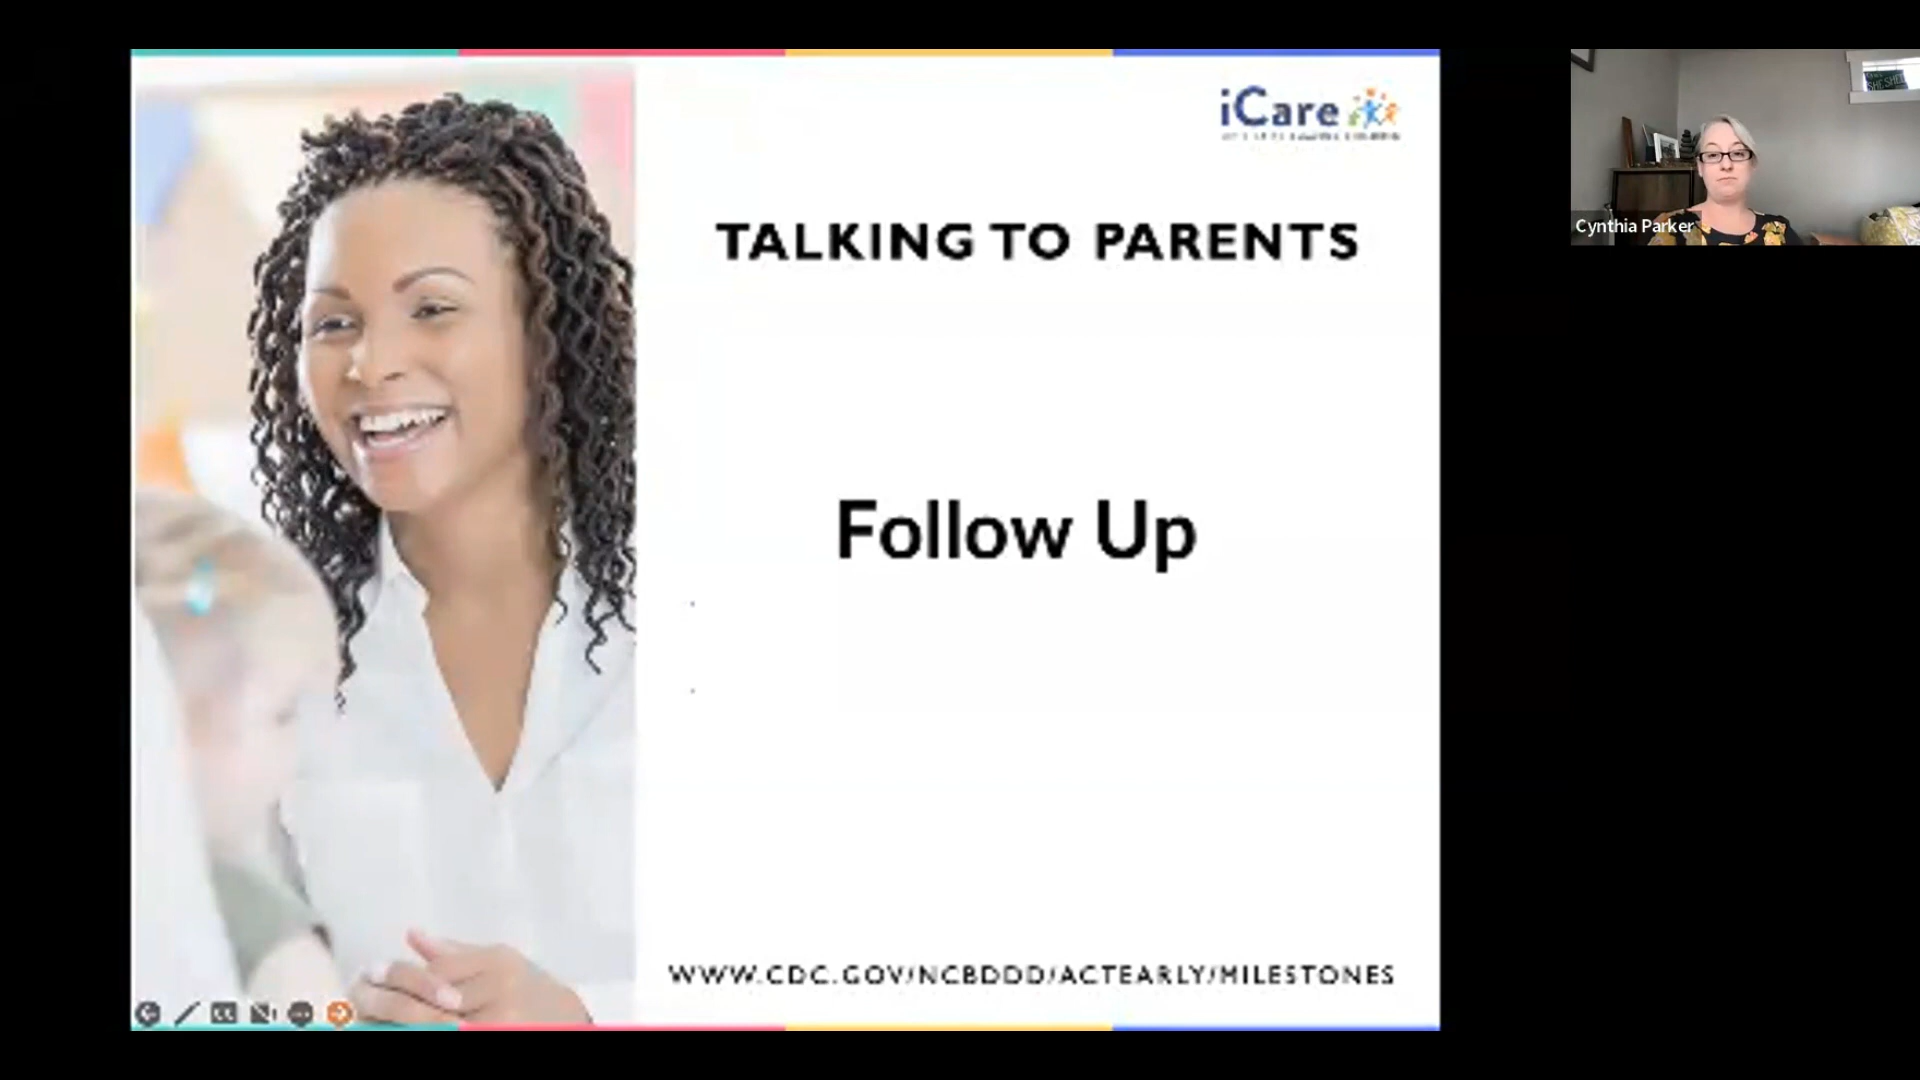 iCare
TALKING TO PARENTS
Follow Up
WWW.CDC.GOV/NCBDDD/ACTEARLY/MILESTONES
Cynthia Parker